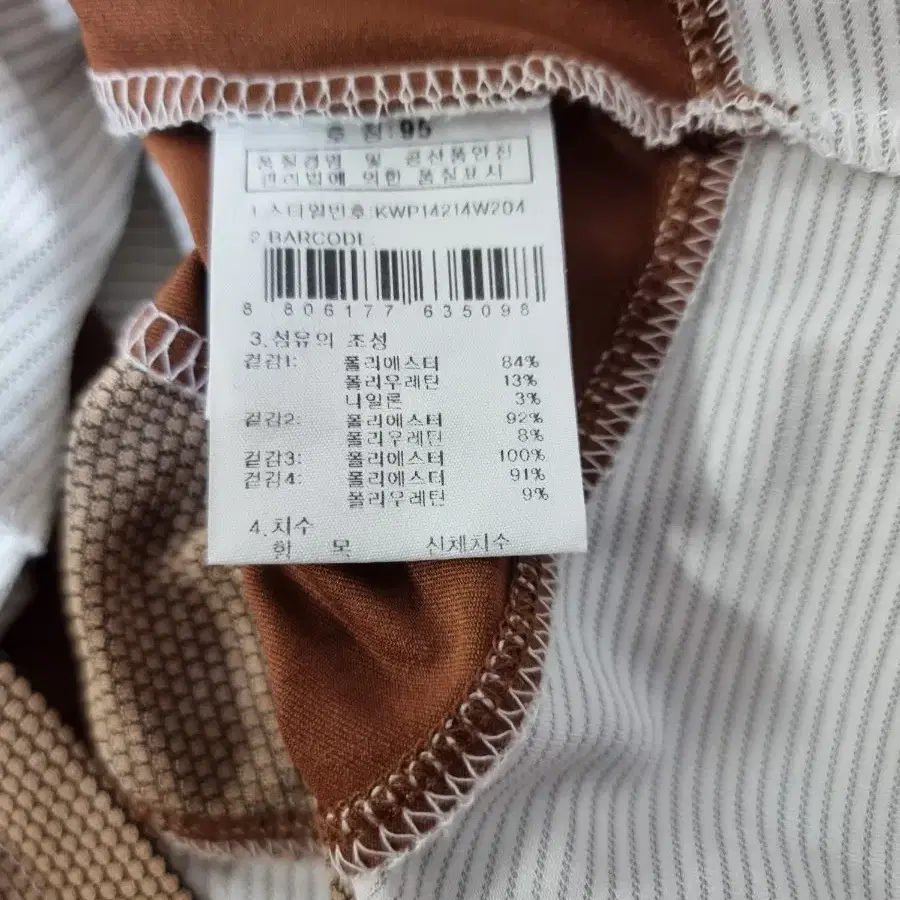 호칭:95
품질경영 및 공산품안전
관리법에 의한 품질표시
1.스타일번호:KWP14214W204
2.BARCODE:
8 806177 635098
3.섬유의 조성
겉감1: 폴리에스터 84%
폴리우레탄 13%
나일론 3%
겉감2: 폴리에스터 92%
폴리우레탄 8%
겉감3: 폴리에스터 100%
겉감4: 폴리에스터 91%
폴리우레탄 9%
4.치수
항 목 신체치수